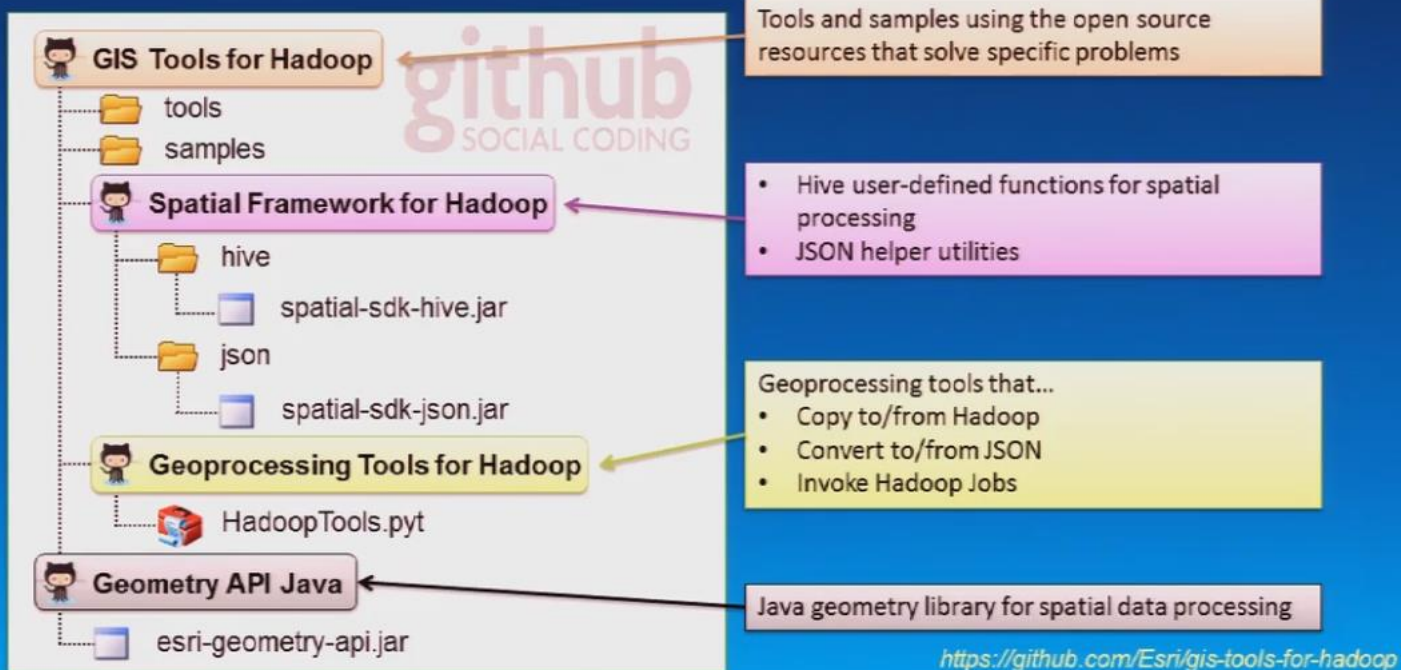 GIS Tools for Hadoop
tools
samples
github
SOCIAL CODING
Spatial Framework for Hadoop
hive
spatial-sdk-hive.jar
json
spatial-sdk-json.jar
Geoprocessing Tools for Hadoop
HadoopTools.pyt
Geometry API Java
esri-geometry-api.jar
Tools and samples using the open source
resources that solve specific problems
• Hive user-defined functions for spatial
processing
• JSON helper utilities
Geoprocessing tools that...
• Copy to/from Hadoop
• Convert to/from JSON
• Invoke Hadoop Jobs
Java geometry library for spatial data processing
https://github.com/Esri/gis-tools-for-hadoop